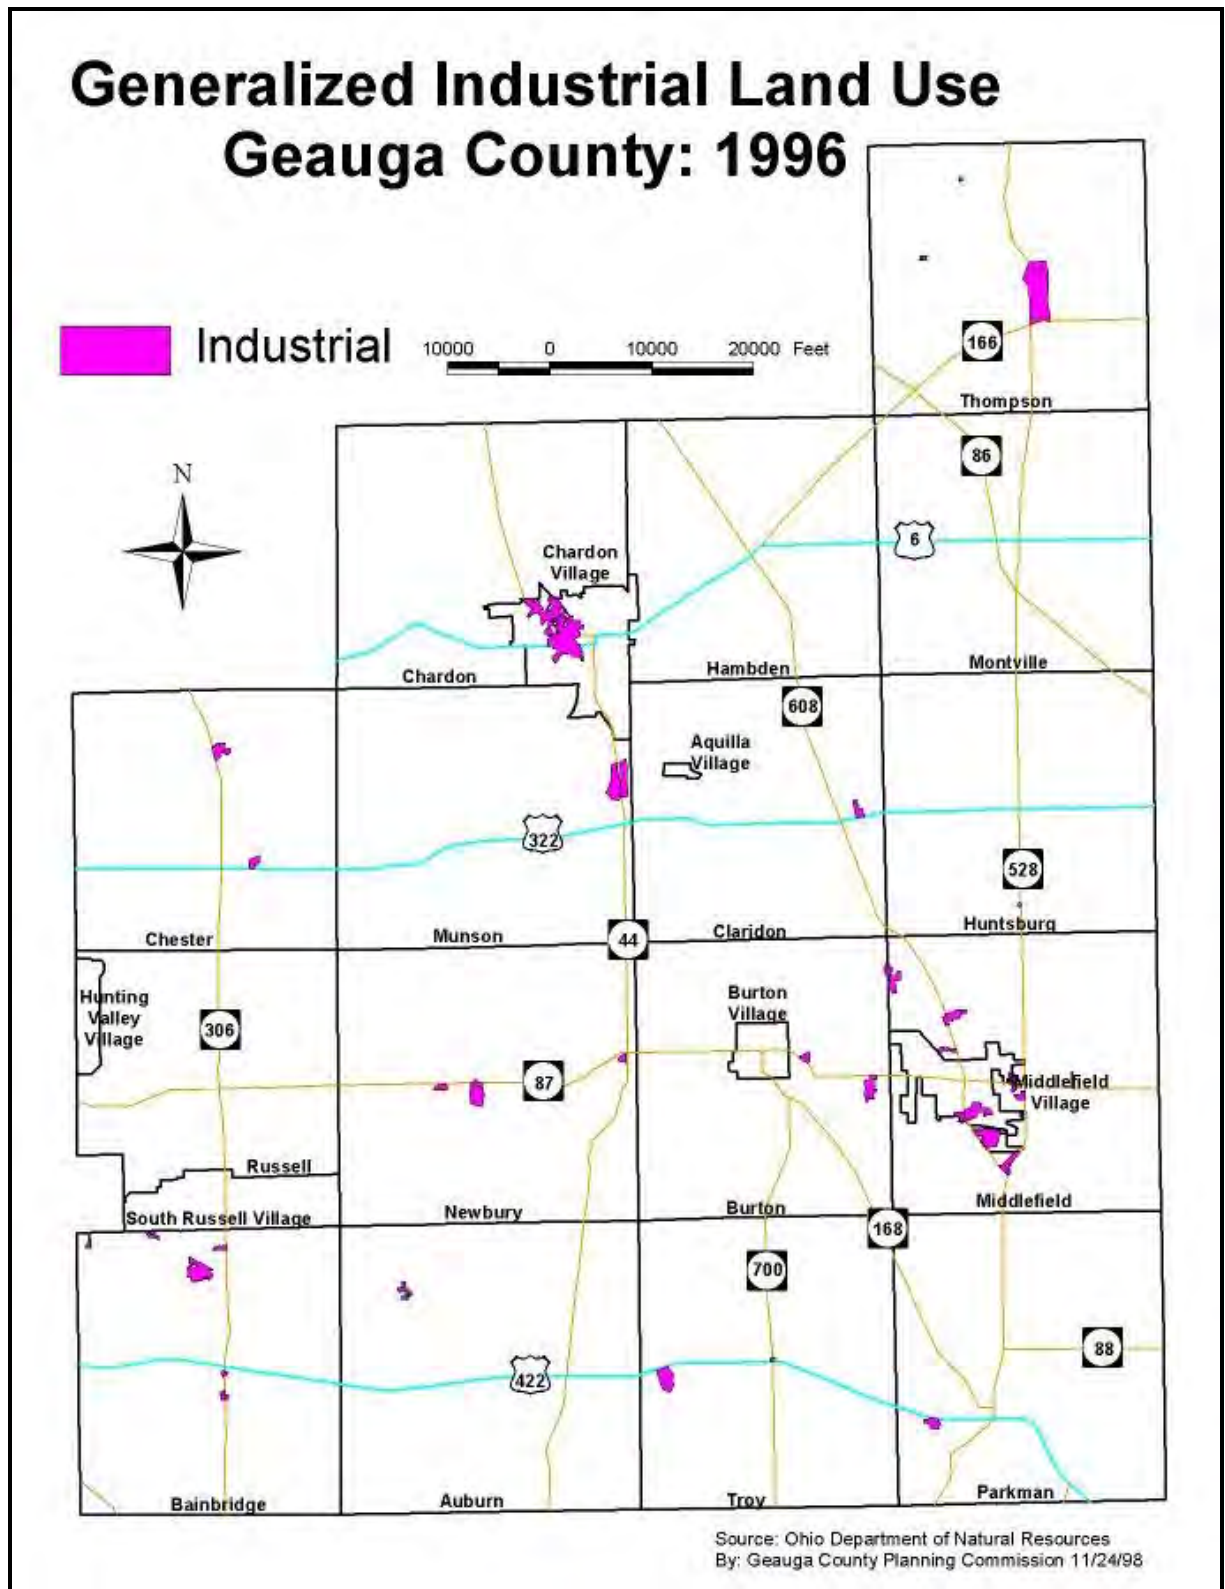 Generalized Industrial Land Use
Geauga County: 1996
Industrial
10000 0 10000 20000 Feet
166
Thompson
86
N
6
Chardon
Village
Chardon
Hambden
Montville
608
Aquilla
Village
322
528
Chester
Munson
44
Claridon
Huntsburg
Hunting
Valley
Village
306
Burton
Village
87
Middlefield
Village
Russell
South Russell Village
Newbury
Burton
Middlefield
168
700
88
422
Bainbridge
Auburn
Troy
Parkman
Source: Ohio Department of Natural Resources
By: Geauga County Planning Commission 11/24/98